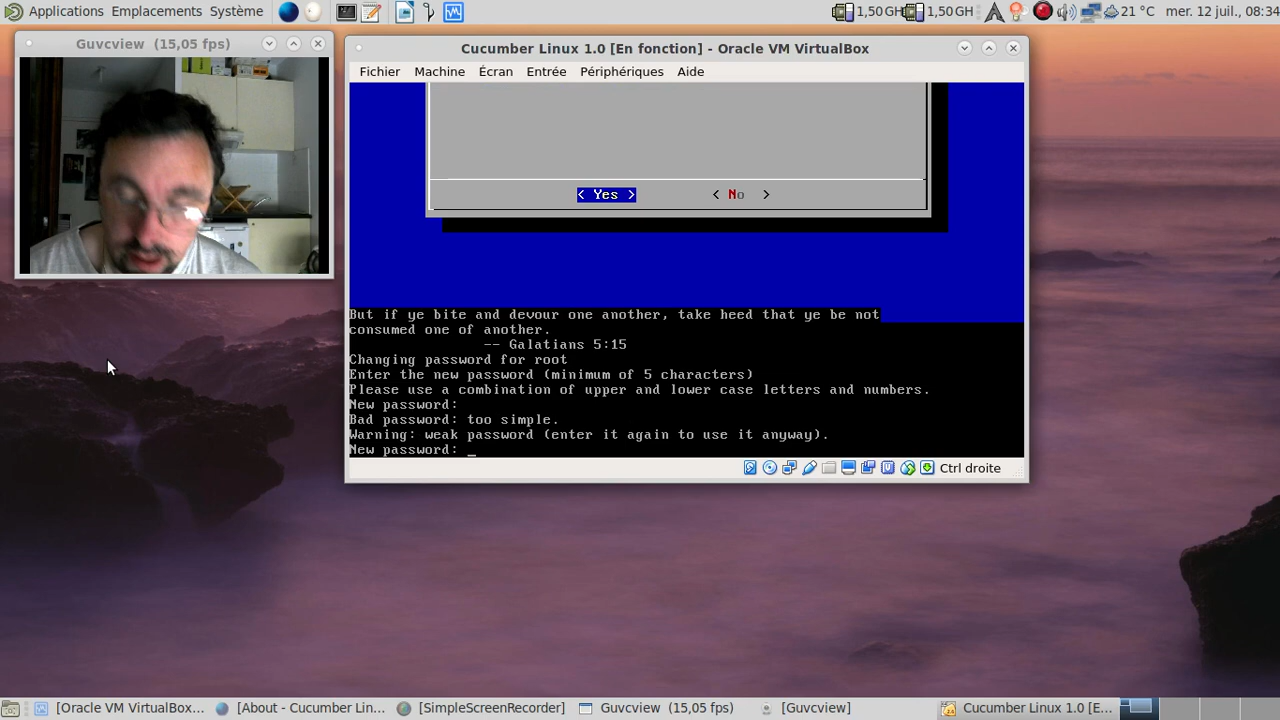 Applications Emplacements Système
1,50 GH 1,50 GH 21 °C mer. 12 juil., 08:34
Guvcview (15,05 fps)
Cucumber Linux 1.0 [En fonction] - Oracle VM VirtualBox
Fichier Machine Écran Entrée Périphériques Aide
< Yes > < No >
But if ye bite and devour one another, take heed that ye be not
consumed one of another.
-- Galatians 5:15
Changing password for root
Enter the new password (minimum of 5 characters)
Please use a combination of upper and lower case letters and numbers.
New password:
Bad password: too simple.
Warning: weak password (enter it again to use it anyway).
New password: _
Ctrl droite
[Oracle VM VirtualBox... [About - Cucumber Lin... [SimpleScreenRecorder] Guvcview (15,05 fps) [Guvcview] Cucumber Linux 1.0 [E...